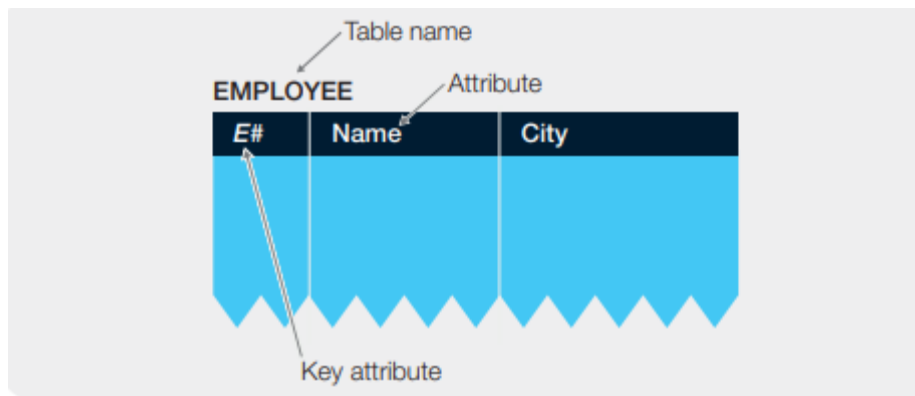 Table name
EMPLOYEE
Attribute
E#
Name
City
Key attribute